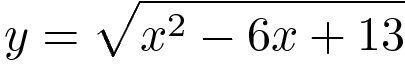 y = √(x² − 6x + 13)